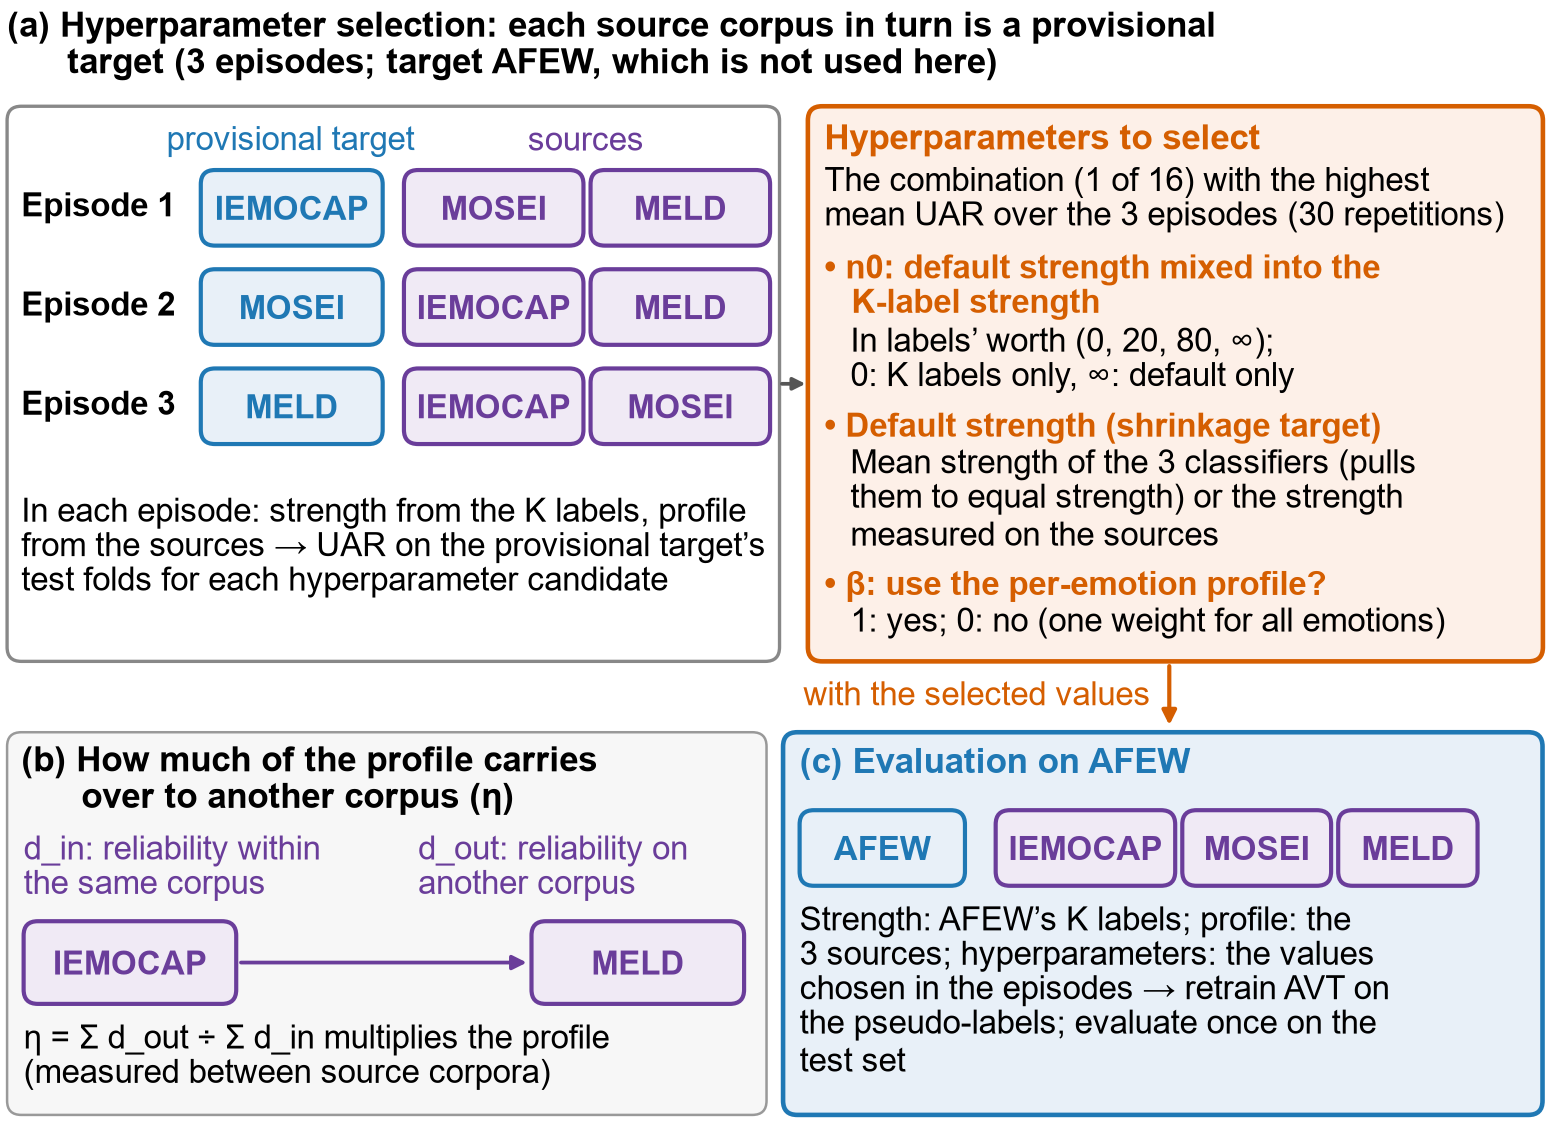 (a) Hyperparameter selection: each source corpus in turn is a provisional
target (3 episodes; target AFEW, which is not used here)
provisional target
sources
Episode 1
IEMOCAP
MOSEI
MELD
Episode 2
MOSEI
IEMOCAP
MELD
Episode 3
MELD
IEMOCAP
MOSEI
In each episode: strength from the K labels, profile
from the sources → UAR on the provisional target’s
test folds for each hyperparameter candidate
Hyperparameters to select
The combination (1 of 16) with the highest
mean UAR over the 3 episodes (30 repetitions)
• n0: default strength mixed into the
K-label strength
In labels’ worth (0, 20, 80, ∞);
0: K labels only, ∞: default only
• Default strength (shrinkage target)
Mean strength of the 3 classifiers (pulls
them to equal strength) or the strength
measured on the sources
• β: use the per-emotion profile?
1: yes; 0: no (one weight for all emotions)
with the selected values
(b) How much of the profile carries
over to another corpus (η)
d_in: reliability within
the same corpus
d_out: reliability on
another corpus
IEMOCAP
MELD
η = Σ d_out ÷ Σ d_in multiplies the profile
(measured between source corpora)
(c) Evaluation on AFEW
AFEW
IEMOCAP
MOSEI
MELD
Strength: AFEW’s K labels; profile: the
3 sources; hyperparameters: the values
chosen in the episodes → retrain AVT on
the pseudo-labels; evaluate once on the
test set